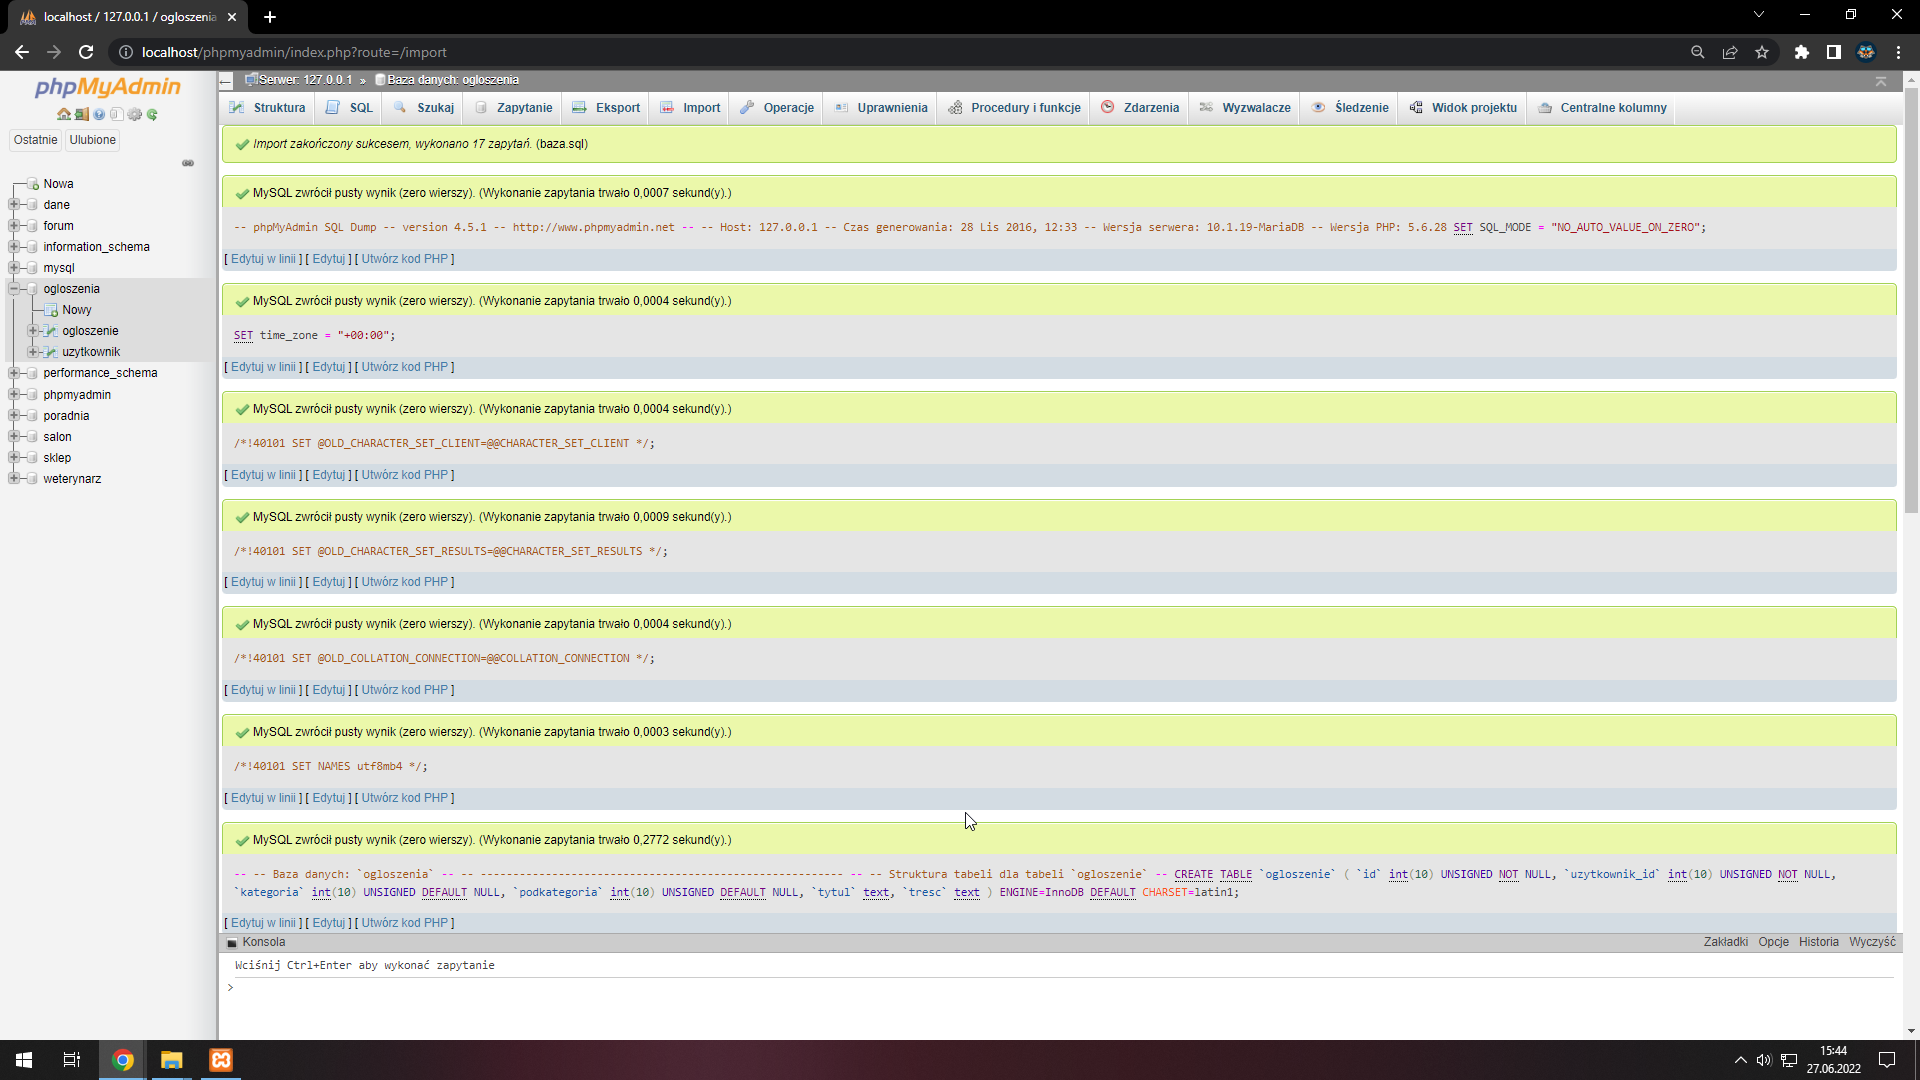 localhost / 127.0.0.1 / ogloszenia
localhost/phpmyadmin/index.php?route=/import
phpMyAdmin
Ostatnie
Ulubione
Nowa
dane
forum
information_schema
mysql
ogloszenia
Nowy
ogloszenie
uzytkownik
performance_schema
phpmyadmin
poradnia
salon
sklep
weterynarz
Serwer: 127.0.0.1 » Baza danych: ogloszenia
Struktura SQL Szukaj Zapytanie Eksport Import Operacje Uprawnienia Procedury i funkcje Zdarzenia Wyzwalacze Śledzenie Widok projektu Centralne kolumny
Import zakończony sukcesem, wykonano 17 zapytań. (baza.sql)
MySQL zwrócił pusty wynik (zero wierszy). (Wykonanie zapytania trwało 0,0007 sekund(y).)
-- phpMyAdmin SQL Dump -- version 4.5.1 -- http://www.phpmyadmin.net -- -- Host: 127.0.0.1 -- Czas generowania: 28 Lis 2016, 12:33 -- Wersja serwera: 10.1.19-MariaDB -- Wersja PHP: 5.6.28 SET SQL_MODE = "NO_AUTO_VALUE_ON_ZERO";
[ Edytuj w linii ] [ Edytuj ] [ Utwórz kod PHP ]
MySQL zwrócił pusty wynik (zero wierszy). (Wykonanie zapytania trwało 0,0004 sekund(y).)
SET time_zone = "+00:00";
[ Edytuj w linii ] [ Edytuj ] [ Utwórz kod PHP ]
MySQL zwrócił pusty wynik (zero wierszy). (Wykonanie zapytania trwało 0,0004 sekund(y).)
/*!40101 SET @OLD_CHARACTER_SET_CLIENT=@@CHARACTER_SET_CLIENT */;
[ Edytuj w linii ] [ Edytuj ] [ Utwórz kod PHP ]
MySQL zwrócił pusty wynik (zero wierszy). (Wykonanie zapytania trwało 0,0009 sekund(y).)
/*!40101 SET @OLD_CHARACTER_SET_RESULTS=@@CHARACTER_SET_RESULTS */;
[ Edytuj w linii ] [ Edytuj ] [ Utwórz kod PHP ]
MySQL zwrócił pusty wynik (zero wierszy). (Wykonanie zapytania trwało 0,0004 sekund(y).)
/*!40101 SET @OLD_COLLATION_CONNECTION=@@COLLATION_CONNECTION */;
[ Edytuj w linii ] [ Edytuj ] [ Utwórz kod PHP ]
MySQL zwrócił pusty wynik (zero wierszy). (Wykonanie zapytania trwało 0,0003 sekund(y).)
/*!40101 SET NAMES utf8mb4 */;
[ Edytuj w linii ] [ Edytuj ] [ Utwórz kod PHP ]
MySQL zwrócił pusty wynik (zero wierszy). (Wykonanie zapytania trwało 0,2772 sekund(y).)
-- -- Baza danych: `ogloszenia` -- -- -------------------------------------------------------- -- -- Struktura tabeli dla tabeli `ogloszenie` -- CREATE TABLE `ogloszenie` ( `id` int(10) UNSIGNED NOT NULL, `uzytkownik_id` int(10) UNSIGNED NOT NULL,
`kategoria` int(10) UNSIGNED DEFAULT NULL, `podkategoria` int(10) UNSIGNED DEFAULT NULL, `tytul` text, `tresc` text ) ENGINE=InnoDB DEFAULT CHARSET=latin1;
[ Edytuj w linii ] [ Edytuj ] [ Utwórz kod PHP ]
Konsola
Zakładki Opcje Historia Wyczyść
Wciśnij Ctrl+Enter aby wykonać zapytanie
>
15:44
27.06.2022